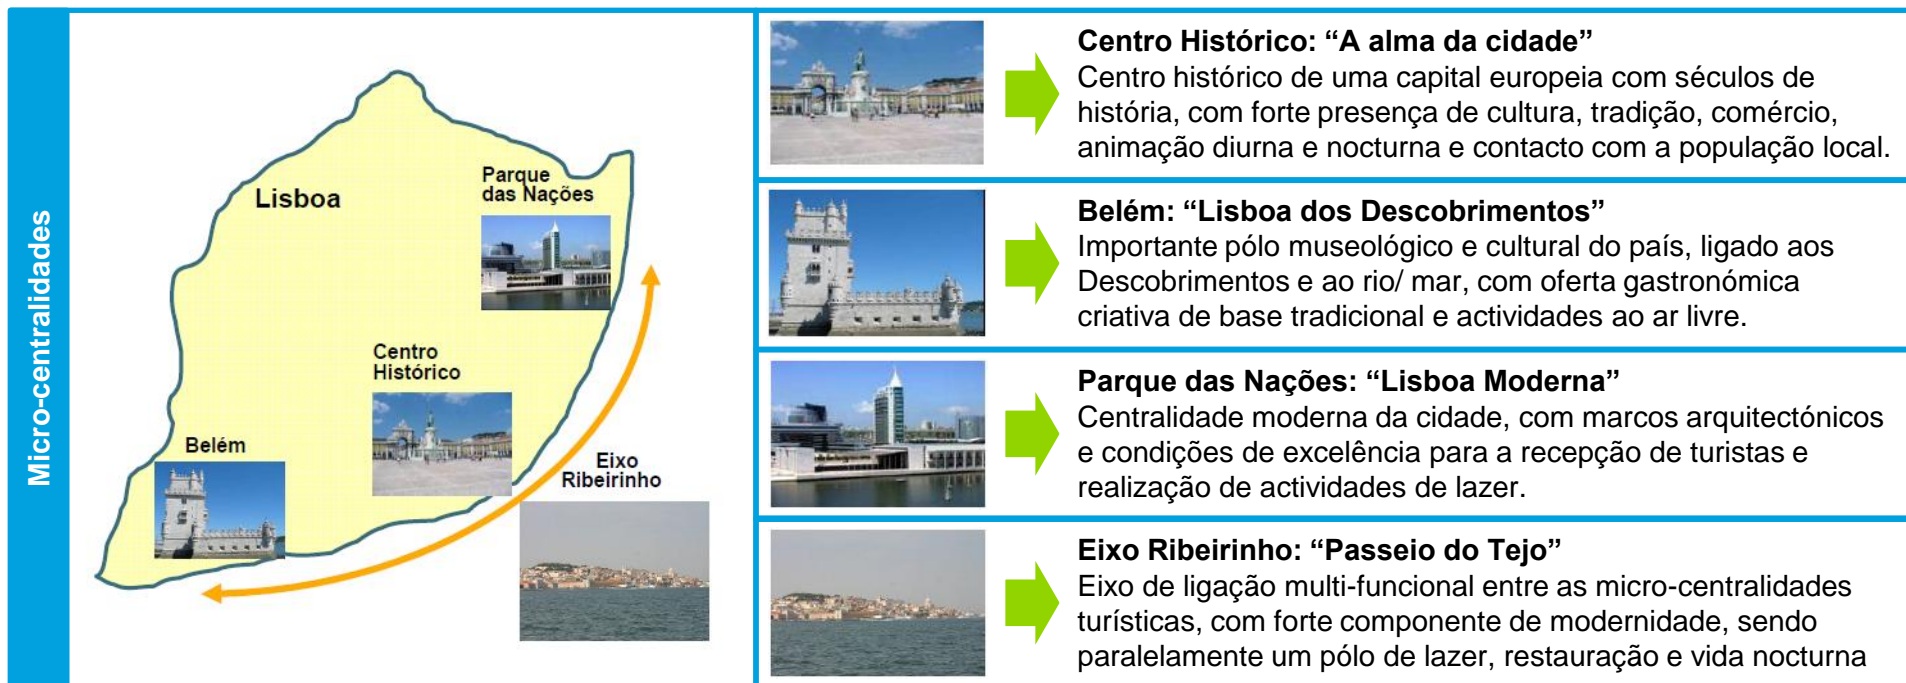 Micro-centralidades
Lisboa
Parque
das Nações
Centro
Histórico
Belém
Eixo
Ribeirinho
Centro Histórico: “A alma da cidade”
Centro histórico de uma capital europeia com séculos de
história, com forte presença de cultura, tradição, comércio,
animação diurna e nocturna e contacto com a população local.
Belém: “Lisboa dos Descobrimentos”
Importante pólo museológico e cultural do país, ligado aos
Descobrimentos e ao rio/ mar, com oferta gastronómica
criativa de base tradicional e actividades ao ar livre.
Parque das Nações: “Lisboa Moderna”
Centralidade moderna da cidade, com marcos arquitectónicos
e condições de excelência para a recepção de turistas e
realização de actividades de lazer.
Eixo Ribeirinho: “Passeio do Tejo”
Eixo de ligação multi-funcional entre as micro-centralidades
turísticas, com forte componente de modernidade, sendo
paralelamente um pólo de lazer, restauração e vida nocturna